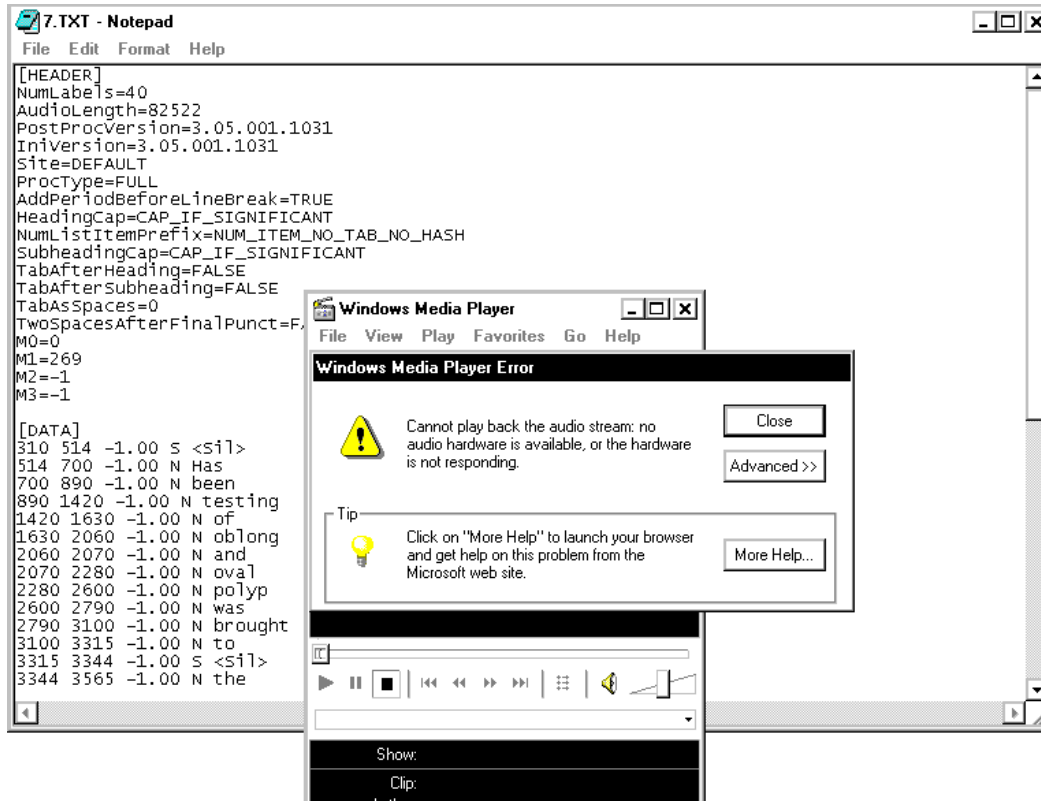 7.TXT - Notepad
File Edit Format Help
[HEADER]
NumLabels=40
AudioLength=82522
PostProcVersion=3.05.001.1031
IniVersion=3.05.001.1031
Site=DEFAULT
ProcType=FULL
AddPeriodBeforeLineBreak=TRUE
HeadingCap=CAP_IF_SIGNIFICANT
NumListItemPrefix=NUM_ITEM_NO_TAB_NO_HASH
SubheadingCap=CAP_IF_SIGNIFICANT
TabAfterHeading=FALSE
TabAfterSubheading=FALSE
TabAsSpaces=0
TwoSpacesAfterFinalPunct=F
M0=0
M1=269
M2=-1
M3=-1
[DATA]
310 514 -1.00 S <Sil>
514 700 -1.00 N Has
700 890 -1.00 N been
890 1420 -1.00 N testing
1420 1630 -1.00 N of
1630 2060 -1.00 N oblong
2060 2070 -1.00 N and
2070 2280 -1.00 N oval
2280 2600 -1.00 N polyp
2600 2790 -1.00 N was
2790 3100 -1.00 N brought
3100 3315 -1.00 N to
3315 3344 -1.00 S <Sil>
3344 3565 -1.00 N the
Windows Media Player
File View Play Favorites Go Help
Windows Media Player Error
Cannot play back the audio stream: no
audio hardware is available, or the hardware
is not responding.
Close
Advanced >>
Tip
Click on "More Help" to launch your browser
and get help on this problem from the
Microsoft web site.
More Help...
Show:
Clip: